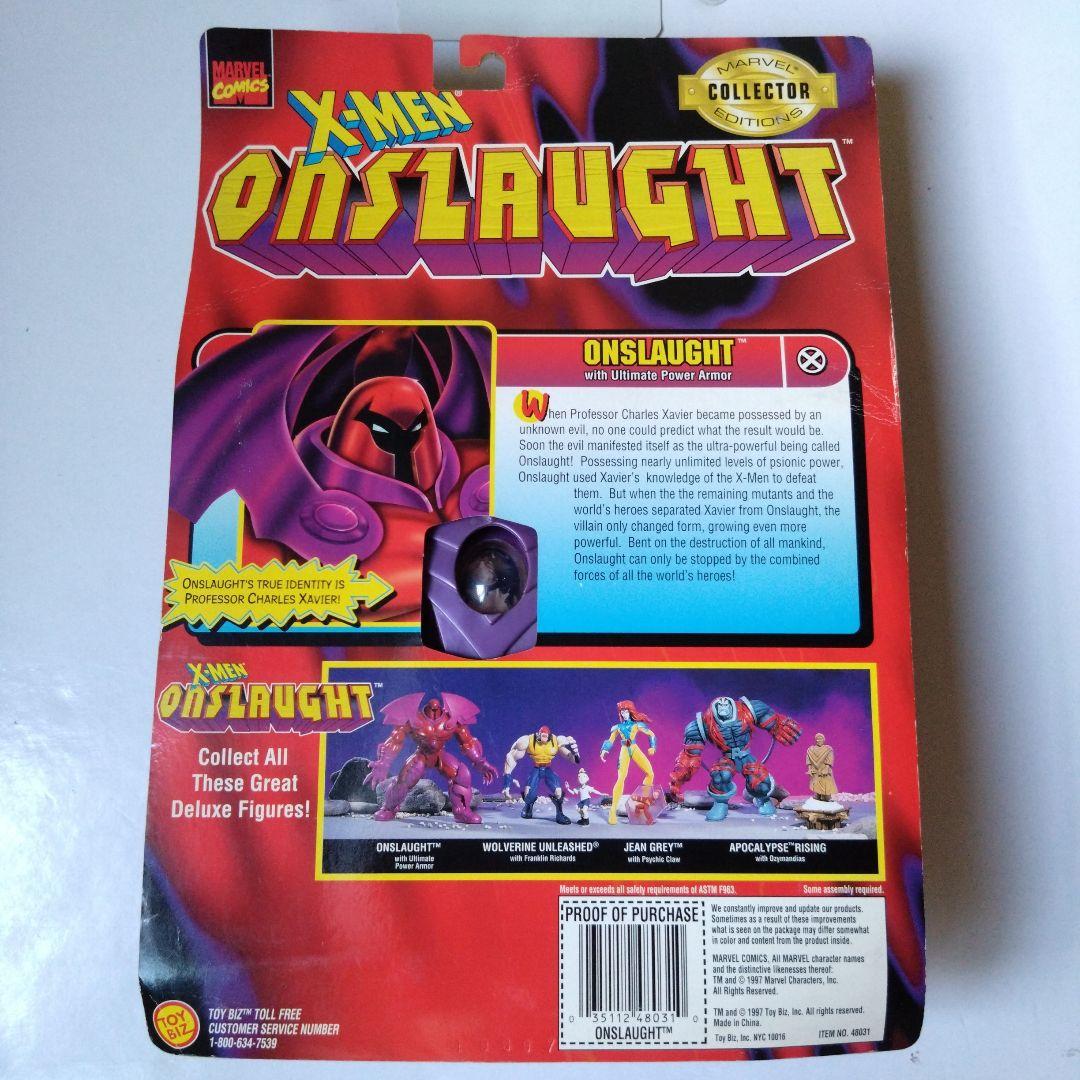 MARVEL
COMICS
MARVEL
COLLECTOR
EDITIONS
X-MEN®
ONSLAUGHT™
ONSLAUGHT™
with Ultimate Power Armor
When Professor Charles Xavier became possessed by an
unknown evil, no one could predict what the result would be.
Soon the evil manifested itself as the ultra-powerful being called
Onslaught! Possessing nearly unlimited levels of psionic power,
Onslaught used Xavier's knowledge of the X-Men to defeat
them. But when the the remaining mutants and the
world's heroes separated Xavier from Onslaught, the
villain only changed form, growing even more
powerful. Bent on the destruction of all mankind,
Onslaught can only be stopped by the combined
forces of all the world's heroes!
ONSLAUGHT'S TRUE IDENTITY IS
PROFESSOR CHARLES XAVIER!
X-MEN
ONSLAUGHT™
Collect All
These Great
Deluxe Figures!
ONSLAUGHT™
with Ultimate
Power Armor
WOLVERINE UNLEASHED®
with Franklin Richards
JEAN GREY™
with Psychic Claw
APOCALYPSE™ RISING
with Ozymandias
Meets or exceeds all safety requirements of ASTM F963.
Some assembly required.
PROOF OF PURCHASE
0 35112 48031 0
ONSLAUGHT™
We constantly improve and update our products.
Sometimes as a result of these improvements
what is seen on the package may differ somewhat
in color and content from the product inside.
MARVEL COMICS, All MARVEL character names
and the distinctive likenesses thereof:
TM and © 1997 Marvel Characters, Inc.
All Rights Reserved.
TM and © 1997 Toy Biz, Inc. All rights reserved.
Made in China.
Toy Biz, Inc. NYC 10016
ITEM NO. 48031
TOY
BIZ
TOY BIZ™ TOLL FREE
CUSTOMER SERVICE NUMBER
1-800-634-7539